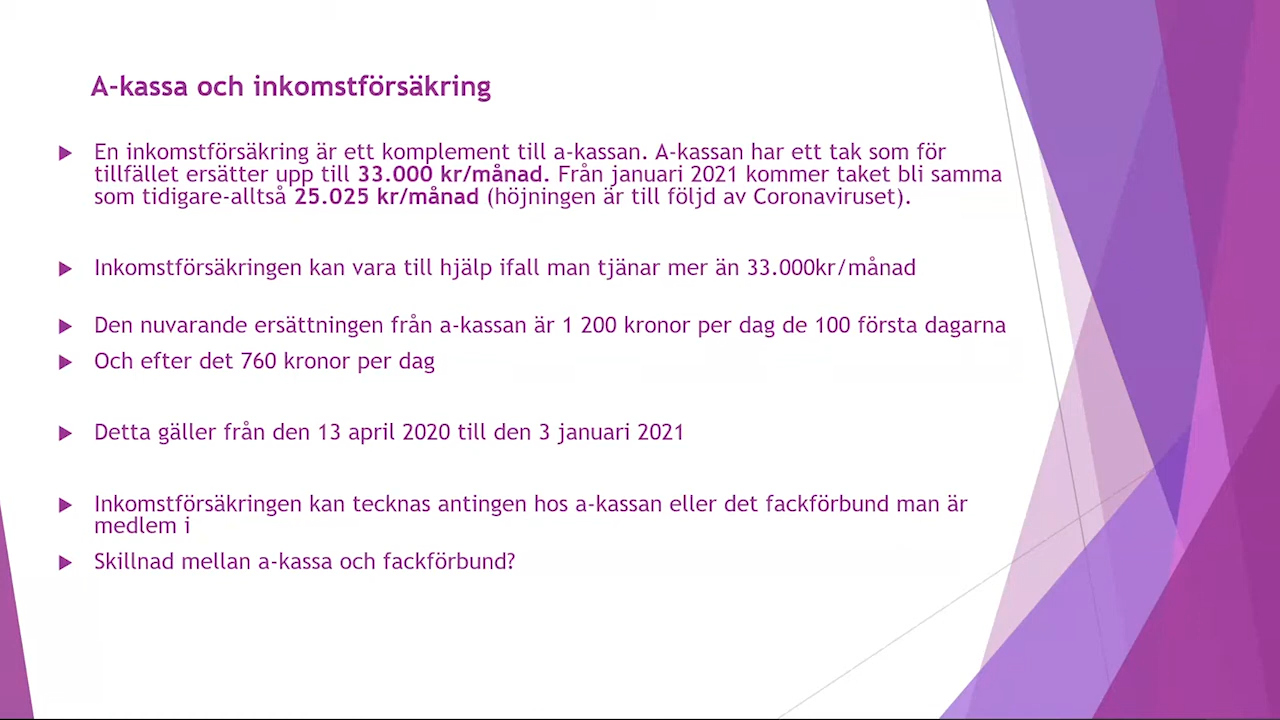 A-kassa och inkomstförsäkring
En inkomstförsäkring är ett komplement till a-kassan. A-kassan har ett tak som för
tillfället ersätter upp till 33.000 kr/månad. Från januari 2021 kommer taket bli samma
som tidigare-alltså 25.025 kr/månad (höjningen är till följd av Coronaviruset).
Inkomstförsäkringen kan vara till hjälp ifall man tjänar mer än 33.000kr/månad
Den nuvarande ersättningen från a-kassan är 1 200 kronor per dag de 100 första dagarna
Och efter det 760 kronor per dag
Detta gäller från den 13 april 2020 till den 3 januari 2021
Inkomstförsäkringen kan tecknas antingen hos a-kassan eller det fackförbund man är
medlem i
Skillnad mellan a-kassa och fackförbund?